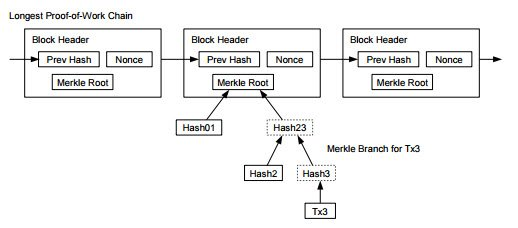 Longest Proof-of-Work Chain
Block Header
Block Header
Block Header
Prev Hash
Nonce
Prev Hash
Nonce
Prev Hash
Nonce
Merkle Root
Merkle Root
Merkle Root
Hash01
Hash23
Merkle Branch for Tx3
Hash2
Hash3
Tx3